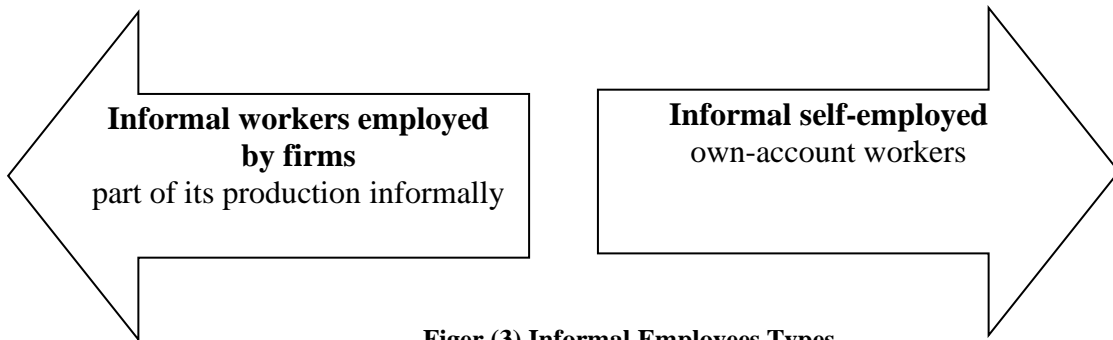 Informal workers employed
by firms
part of its production informally
Informal self-employed
own-account workers
Figer (3) Informal Employees Types